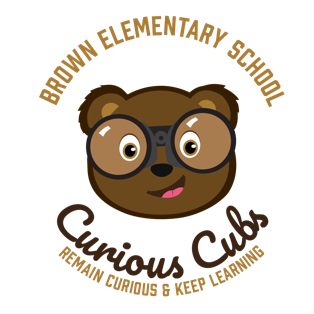 BROWN ELEMENTARY SCHOOL
Curious Cubs
REMAIN CURIOUS & KEEP LEARNING